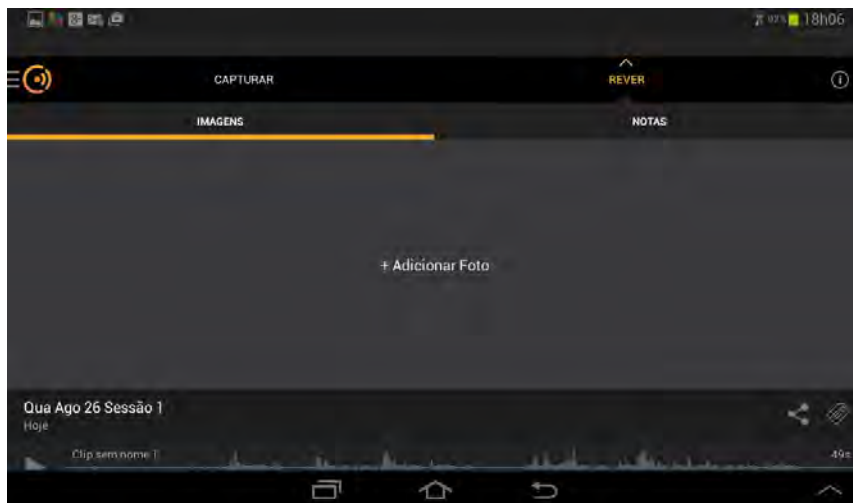 18h06
CAPTURAR
REVER
IMAGENS
NOTAS
+ Adicionar Foto
Qua Ago 26 Sessão 1
Hoje
Clip sem nome 1
49s